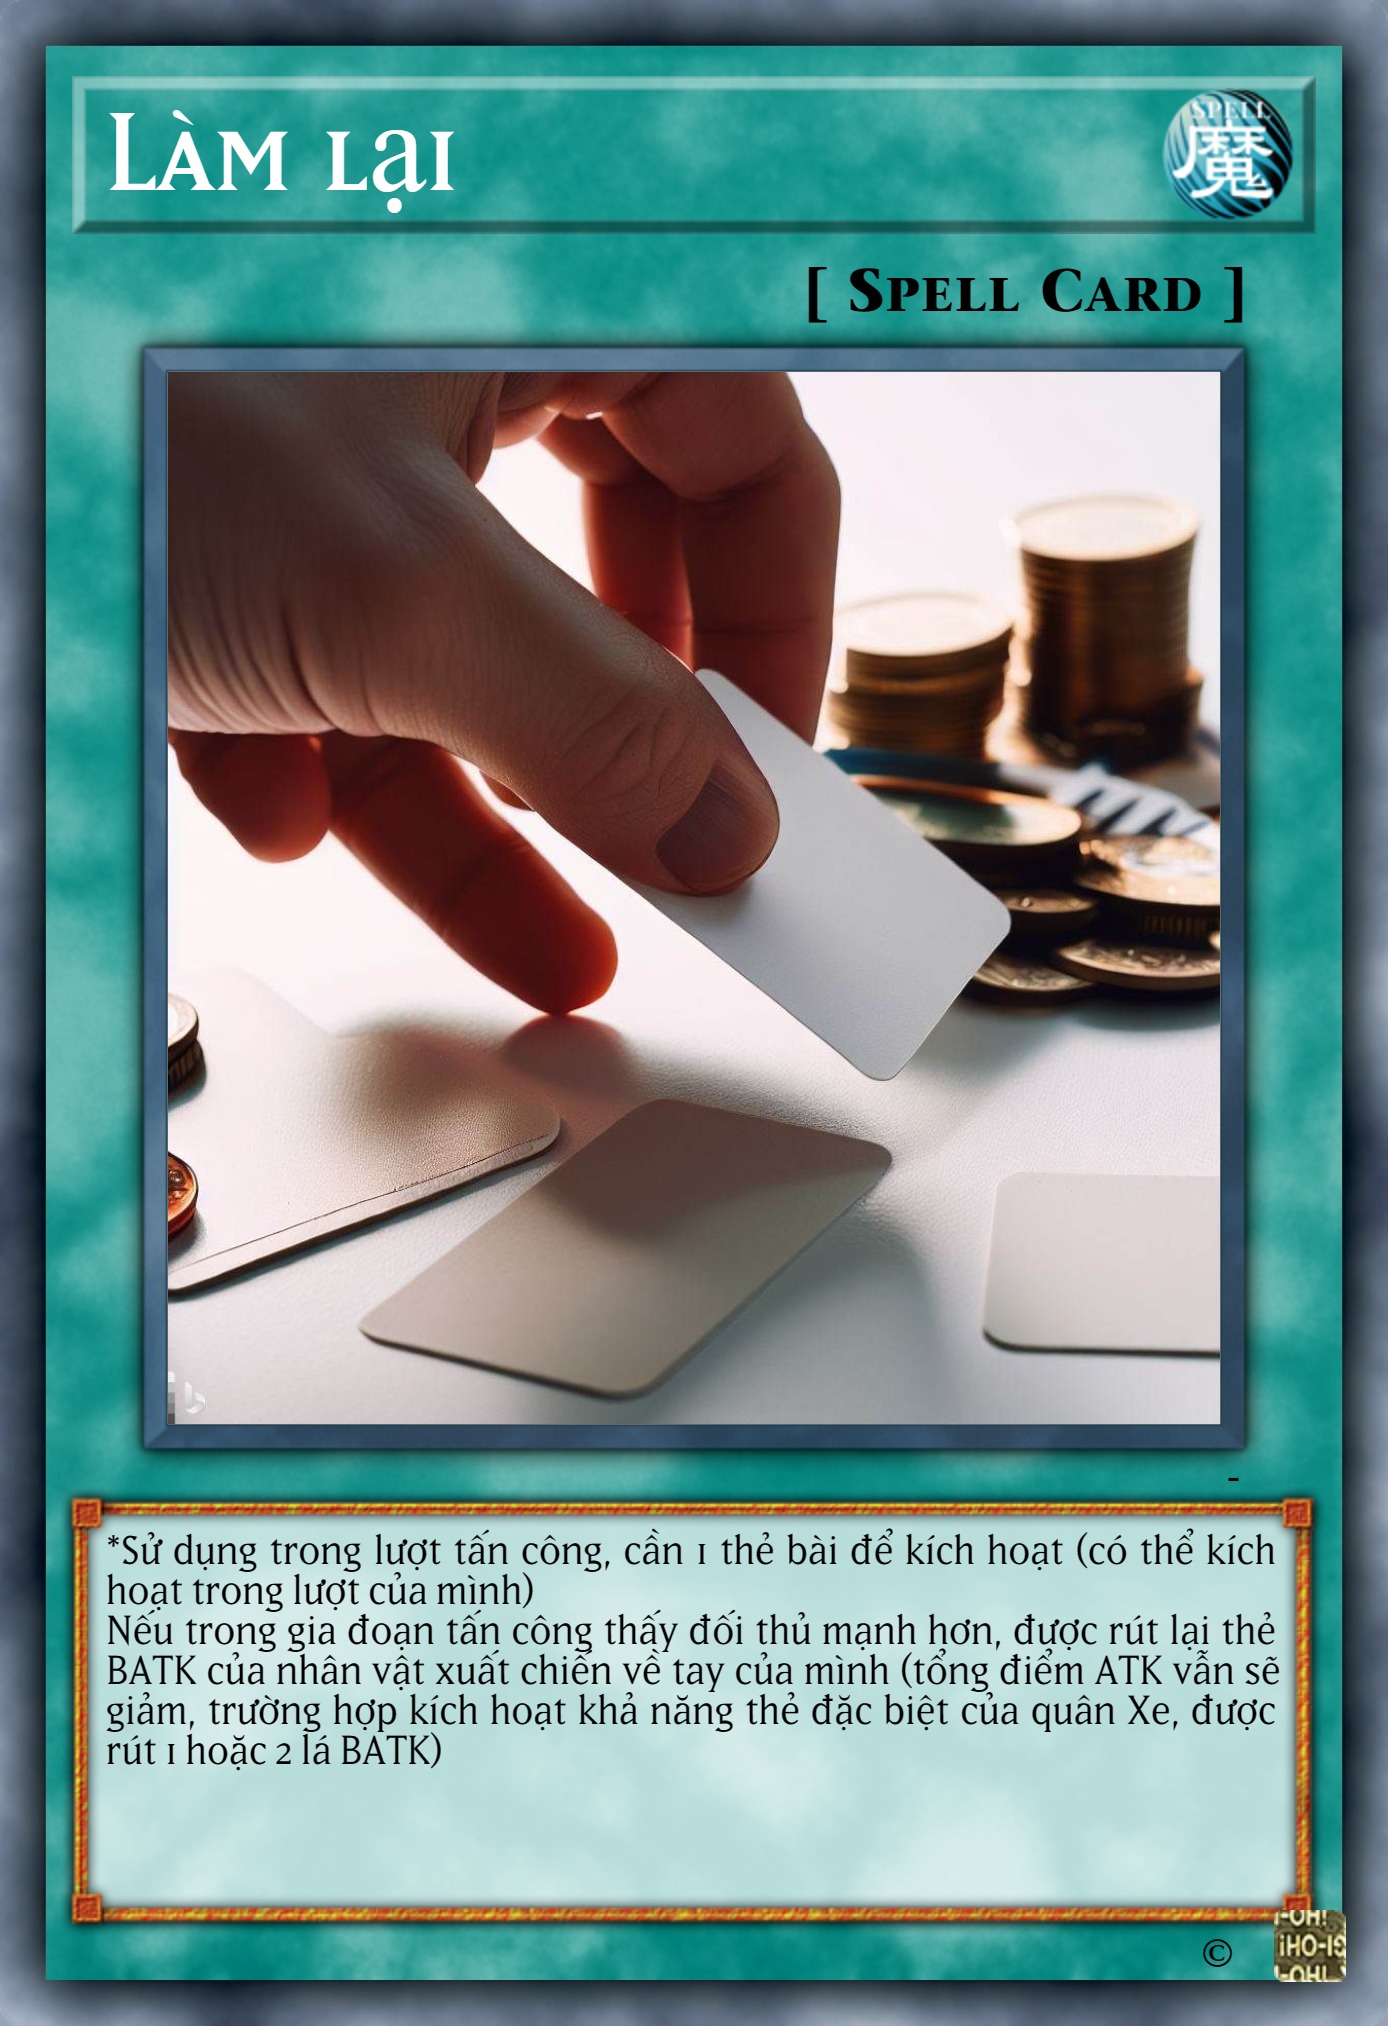 Làm lại
SPELL
魔
[ Spell Card ]
-
*Sử dụng trong lượt tấn công, cần 1 thẻ bài để kích hoạt (có thể kích
hoạt trong lượt của mình)
Nếu trong gia đoạn tấn công thấy đối thủ mạnh hơn, được rút lại thẻ
BATK của nhân vật xuất chiến về tay của mình (tổng điểm ATK vẫn sẽ
giảm, trường hợp kích hoạt khả năng thẻ đặc biệt của quân Xe, được
rút 1 hoặc 2 lá BATK)
©